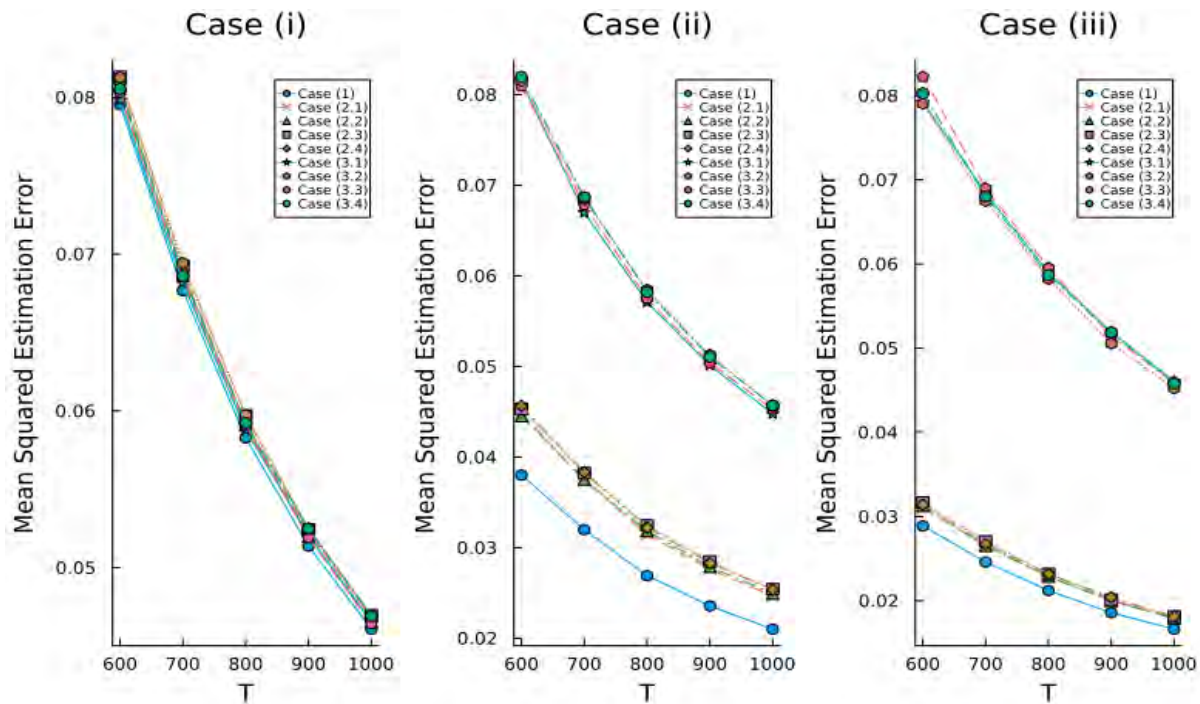 Case (i)
Mean Squared Estimation Error
0.08
0.07
0.06
0.05
600 700 800 900 1000
T
Case (1)
Case (2.1)
Case (2.2)
Case (2.3)
Case (2.4)
Case (3.1)
Case (3.2)
Case (3.3)
Case (3.4)
Case (ii)
Mean Squared Estimation Error
0.08
0.07
0.06
0.05
0.04
0.03
0.02
600 700 800 900 1000
T
Case (1)
Case (2.1)
Case (2.2)
Case (2.3)
Case (2.4)
Case (3.1)
Case (3.2)
Case (3.3)
Case (3.4)
Case (iii)
Mean Squared Estimation Error
0.08
0.07
0.06
0.05
0.04
0.03
0.02
600 700 800 900 1000
T
Case (1)
Case (2.1)
Case (2.2)
Case (2.3)
Case (2.4)
Case (3.1)
Case (3.2)
Case (3.3)
Case (3.4)